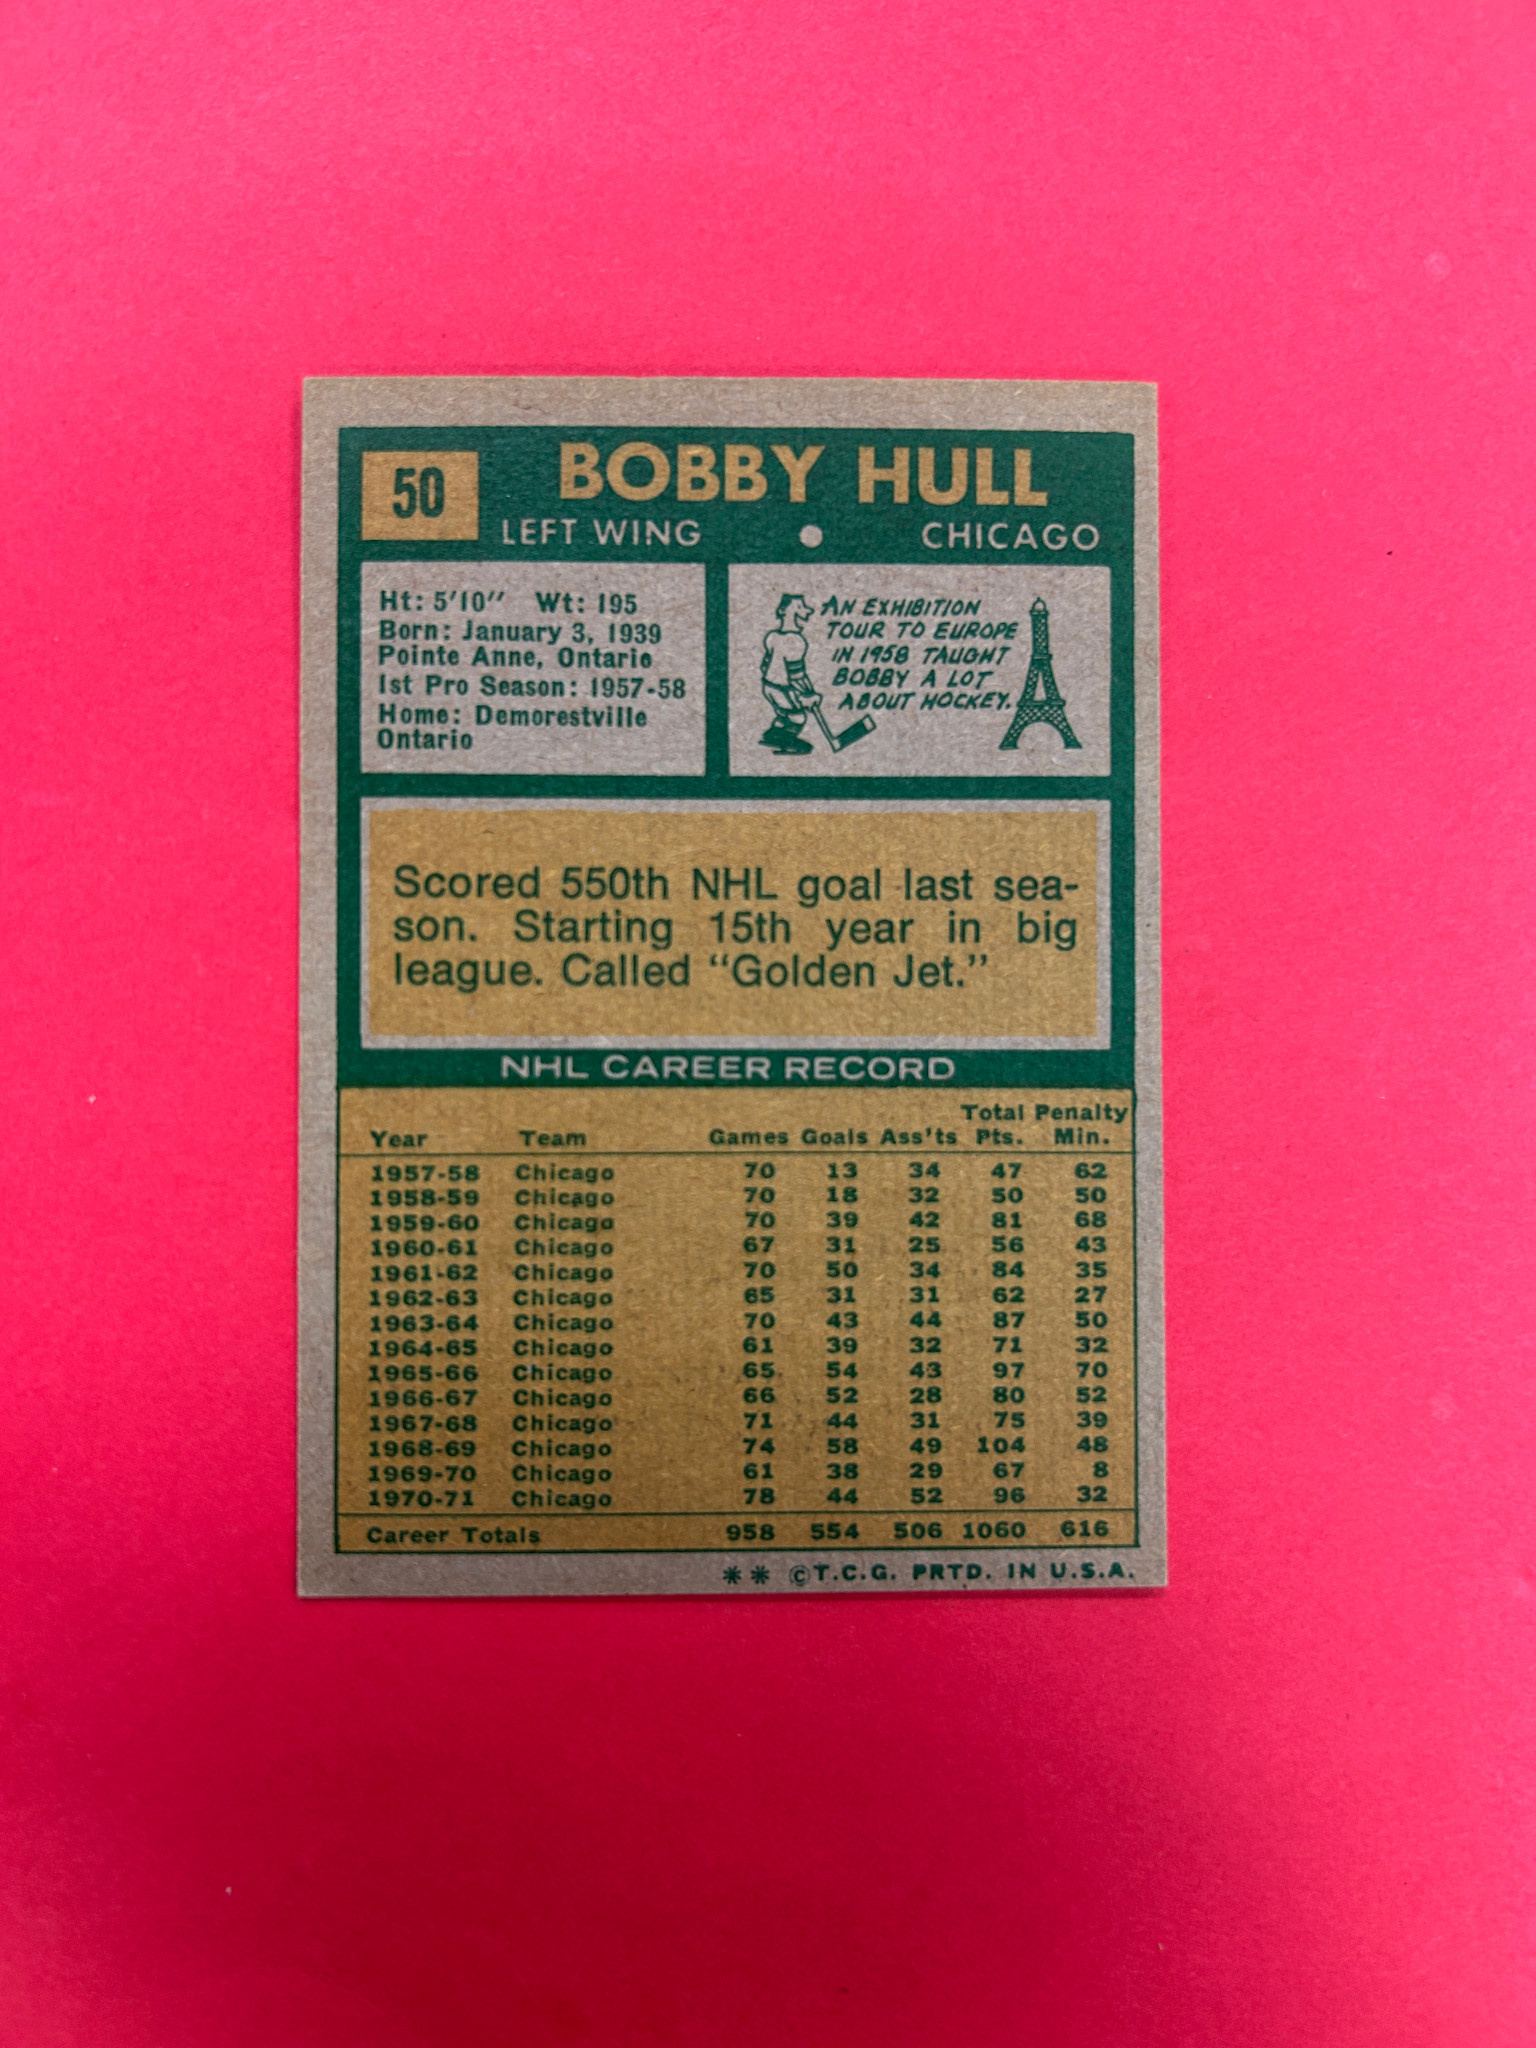 50
BOBBY HULL
LEFT WING • CHICAGO
Ht: 5'10" Wt: 195
Born: January 3, 1939
Pointe Anne, Ontario
1st Pro Season: 1957-58
Home: Demorestville
Ontario
AN EXHIBITION
TOUR TO EUROPE
IN 1958 TAUGHT
BOBBY A LOT
ABOUT HOCKEY.
Scored 550th NHL goal last sea-
son. Starting 15th year in big
league. Called “Golden Jet.”
NHL CAREER RECORD
Total Penalty
Year Team Games Goals Ass'ts Pts. Min.
1957-58 Chicago 70 13 34 47 62
1958-59 Chicago 70 18 32 50 50
1959-60 Chicago 70 39 42 81 68
1960-61 Chicago 67 31 25 56 43
1961-62 Chicago 70 50 34 84 35
1962-63 Chicago 65 31 31 62 27
1963-64 Chicago 70 43 44 87 50
1964-65 Chicago 61 39 32 71 32
1965-66 Chicago 65 54 43 97 70
1966-67 Chicago 66 52 28 80 52
1967-68 Chicago 71 44 31 75 39
1968-69 Chicago 74 58 49 104 48
1969-70 Chicago 61 38 29 67 8
1970-71 Chicago 78 44 52 96 32
Career Totals 958 554 506 1060 616
** ©T.C.G. PRTD. IN U.S.A.